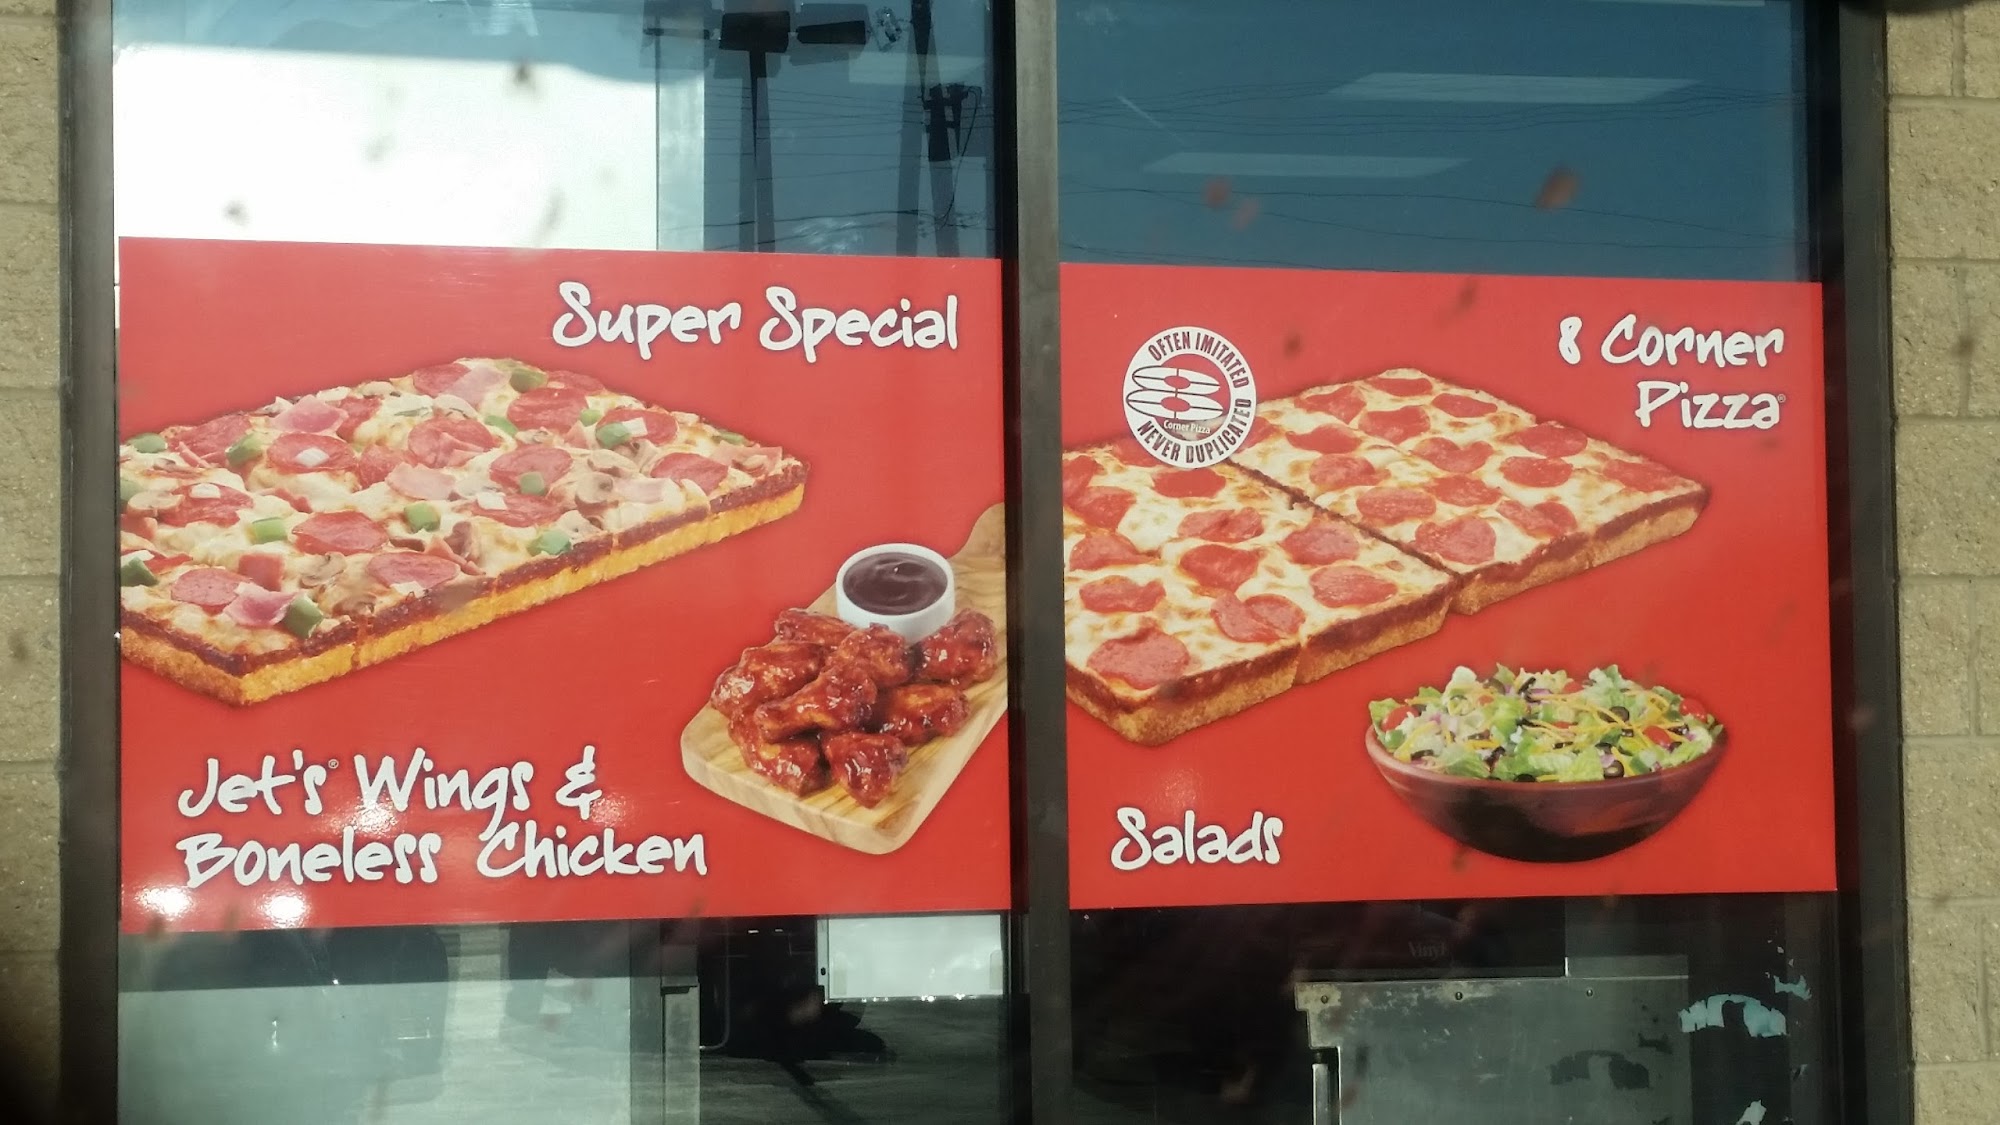 Super Special
Jet's® Wings &
Boneless Chicken
8 Corner
Pizza®
OFTEN IMITATED
Corner Pizza
NEVER DUPLICATED
Salads